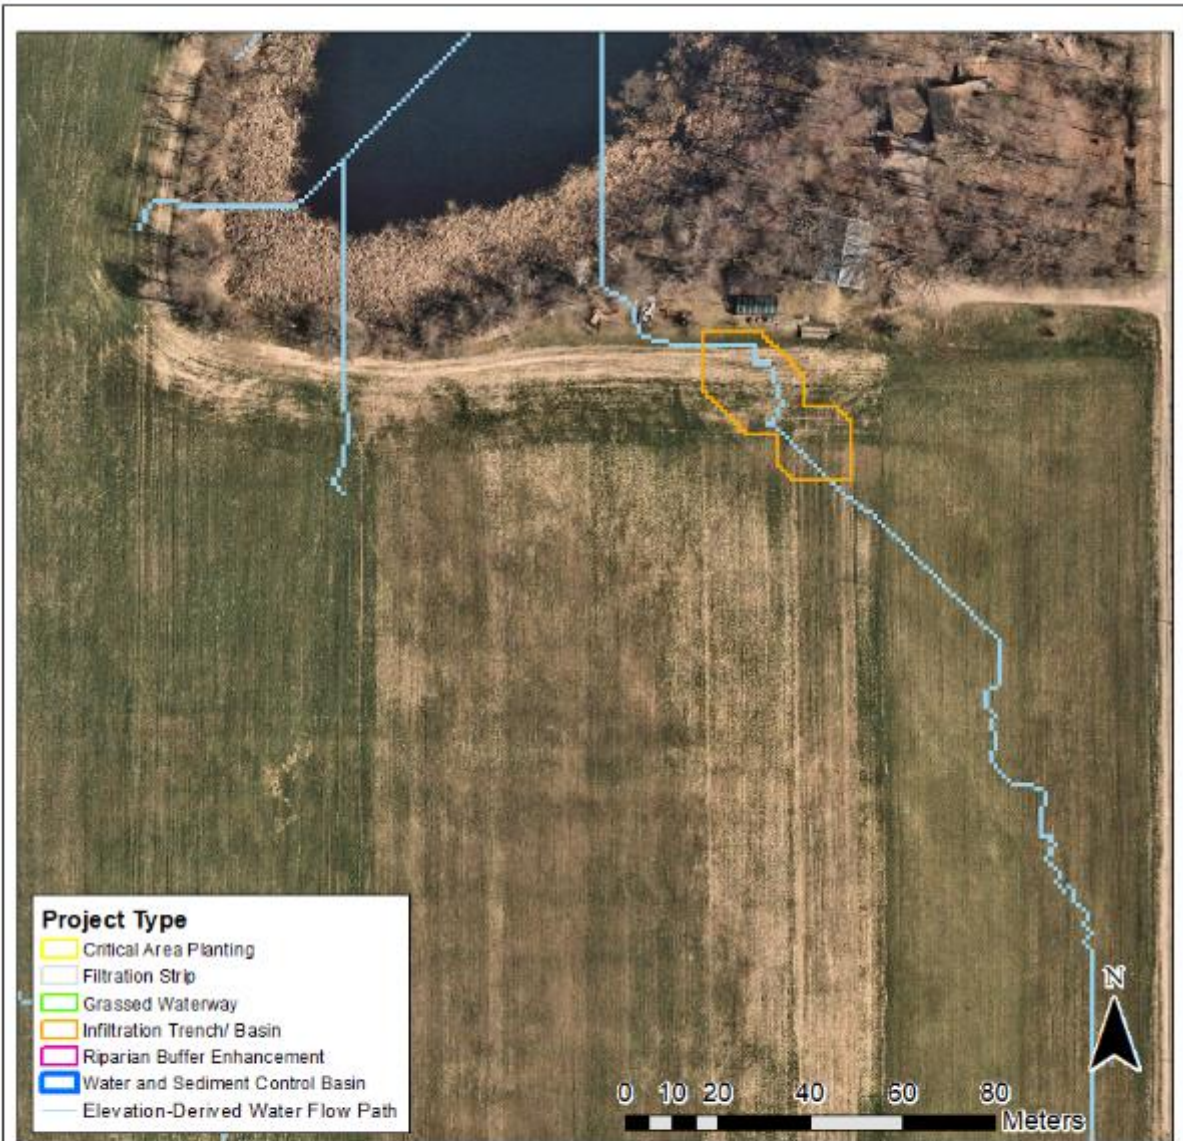 Project Type
Critical Area Planting
Filtration Strip
Grassed Waterway
Infiltration Trench/ Basin
Riparian Buffer Enhancement
Water and Sediment Control Basin
Elevation-Derived Water Flow Path
N
0 10 20 40 60 80
Meters